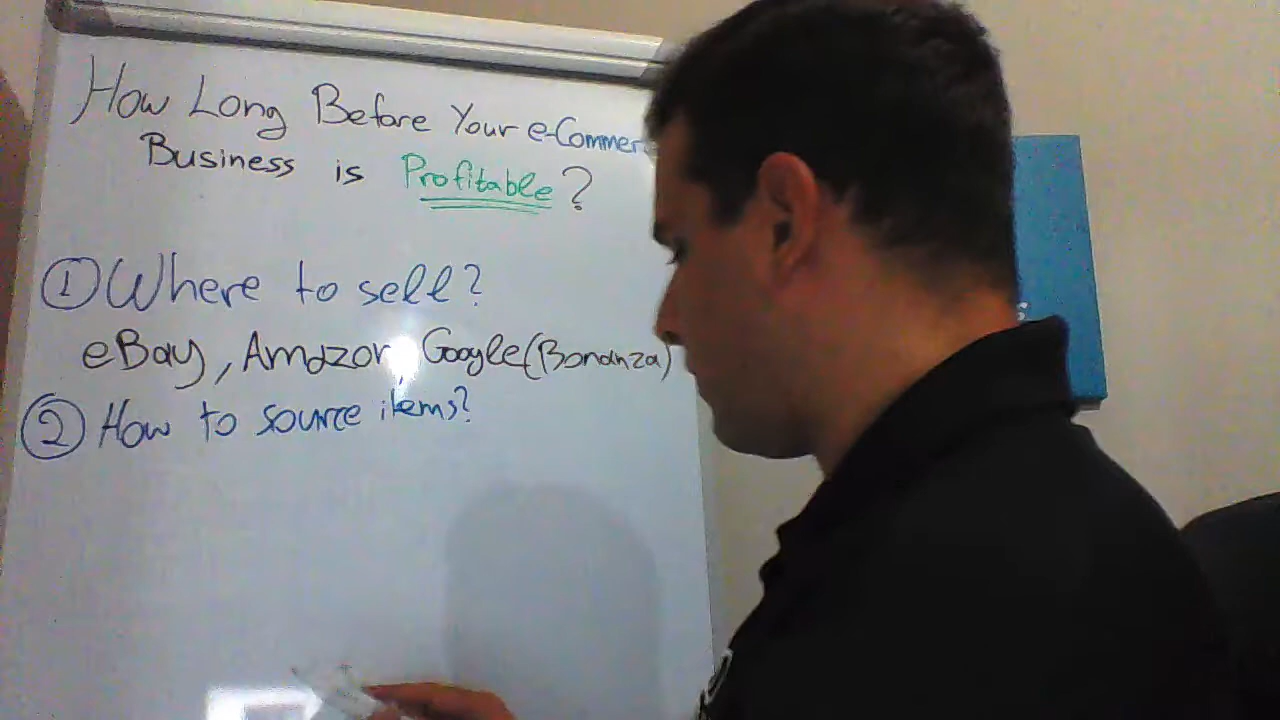 How Long Before Your e-Commer
Business is Profitable?
① Where to sell?
eBay, Amazon, Google(Bonanza)
② How to source items?